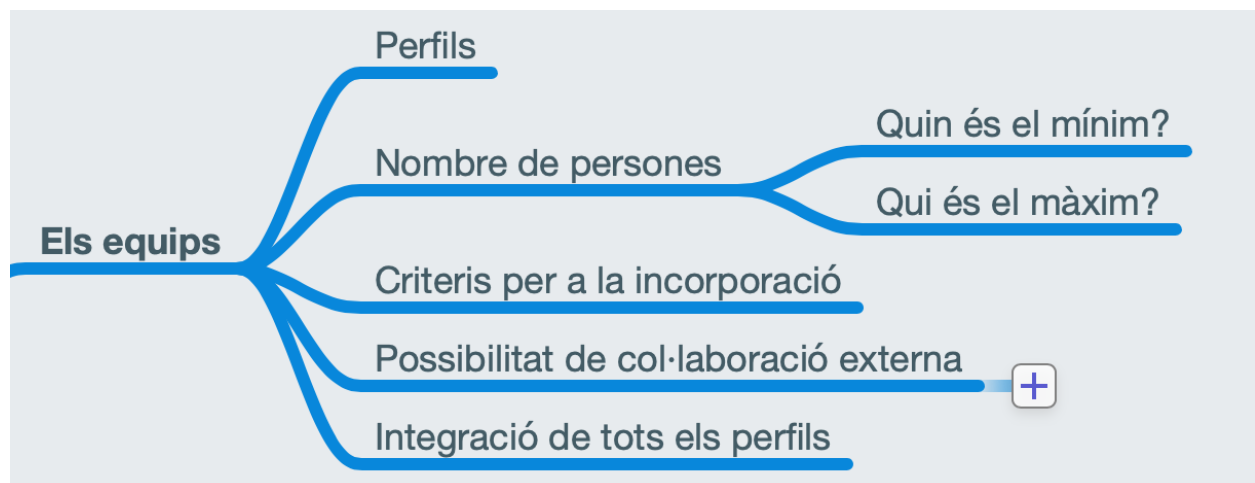 Perfils
Nombre de persones
Quin és el mínim?
Qui és el màxim?
Els equips
Criteris per a la incorporació
Possibilitat de col·laboració externa
Integració de tots els perfils